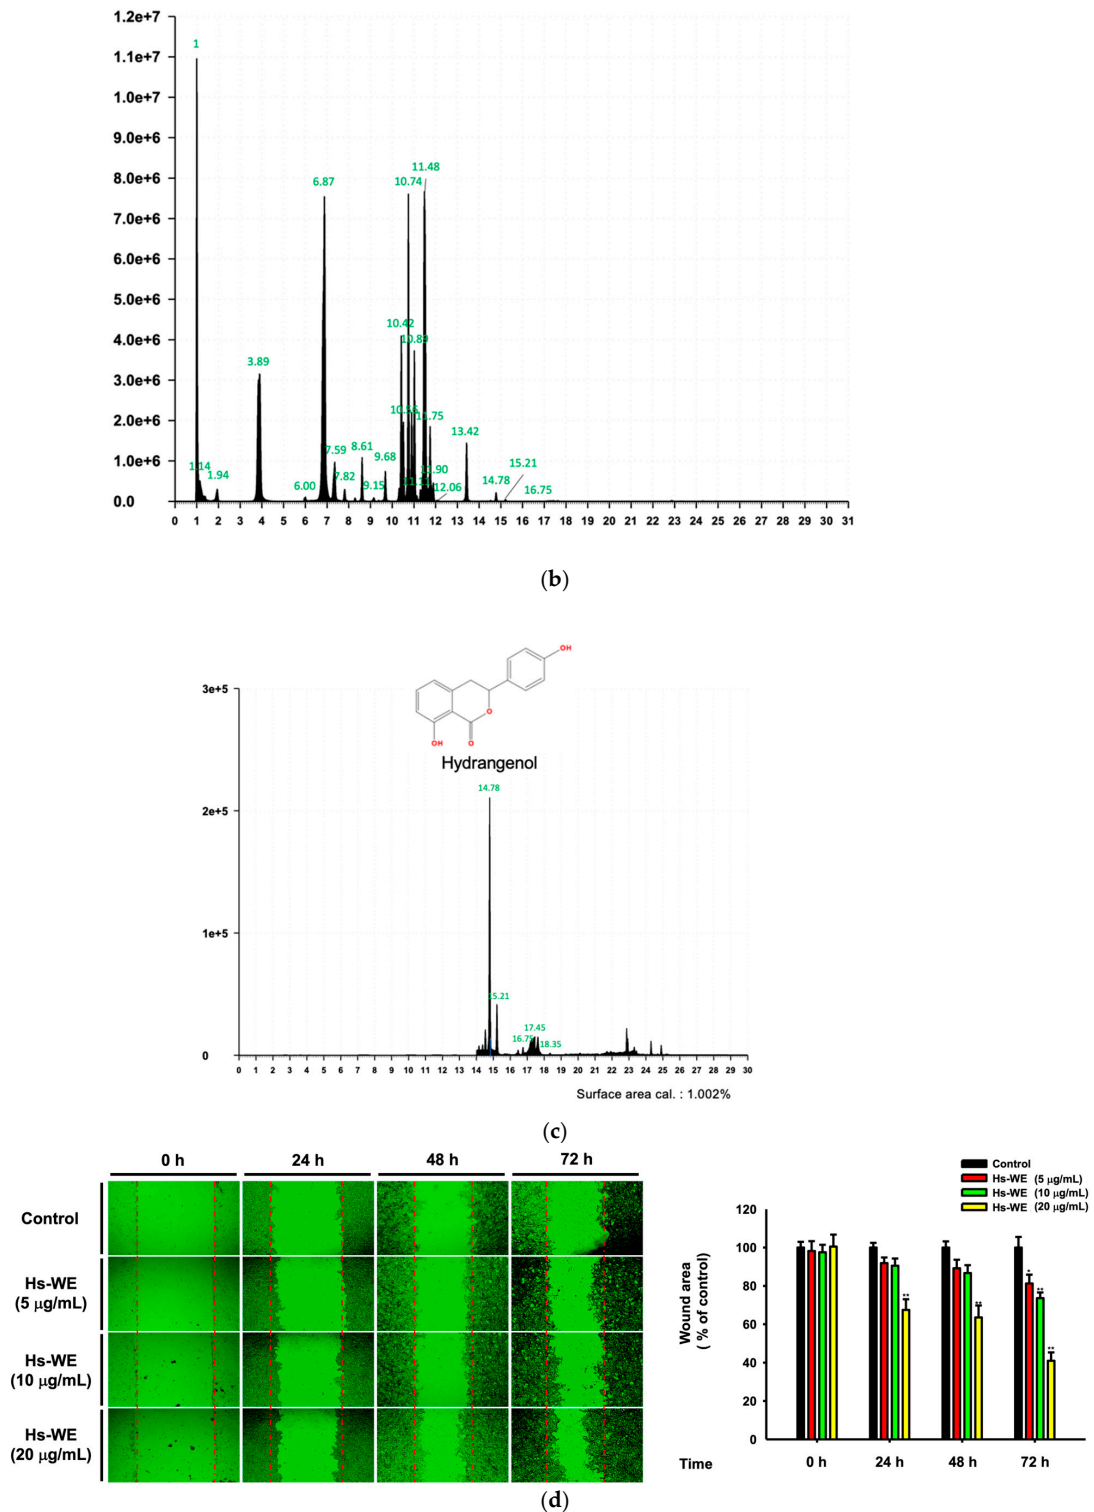 1.2e+7
1.1e+7
1.0e+7
9.0e+6
8.0e+6
7.0e+6
6.0e+6
5.0e+6
4.0e+6
3.0e+6
2.0e+6
1.0e+6
0.0
1
1.14
1.94
3.89
6.00
6.87
7.59
7.82
8.61
9.15
9.68
10.42
10.74
11.48
11.75
12.06
13.42
14.78
15.21
16.75
0 1 2 3 4 5 6 7 8 9 10 11 12 13 14 15 16 17 18 19 20 21 22 23 24 25 26 27 28 29 30 31
(b)
OH
O
OH
O
Hydrangenol
3e+5
2e+5
1e+5
0
14.78
15.21
16.75
17.45
18.35
0 1 2 3 4 5 6 7 8 9 10 11 12 13 14 15 16 17 18 19 20 21 22 23 24 25 26 27 28 29 30
Surface area cal. : 1.002%
(c)
0 h 24 h 48 h 72 h
Control
Hs-WE
(5 μg/mL)
Hs-WE
(10 μg/mL)
Hs-WE
(20 μg/mL)
Control
Hs-WE (5 μg/mL)
Hs-WE (10 μg/mL)
Hs-WE (20 μg/mL)
Wound area
( % of control)
120
100
80
60
40
20
0
**
**
*
**
**
Time 0 h 24 h 48 h 72 h
(d)